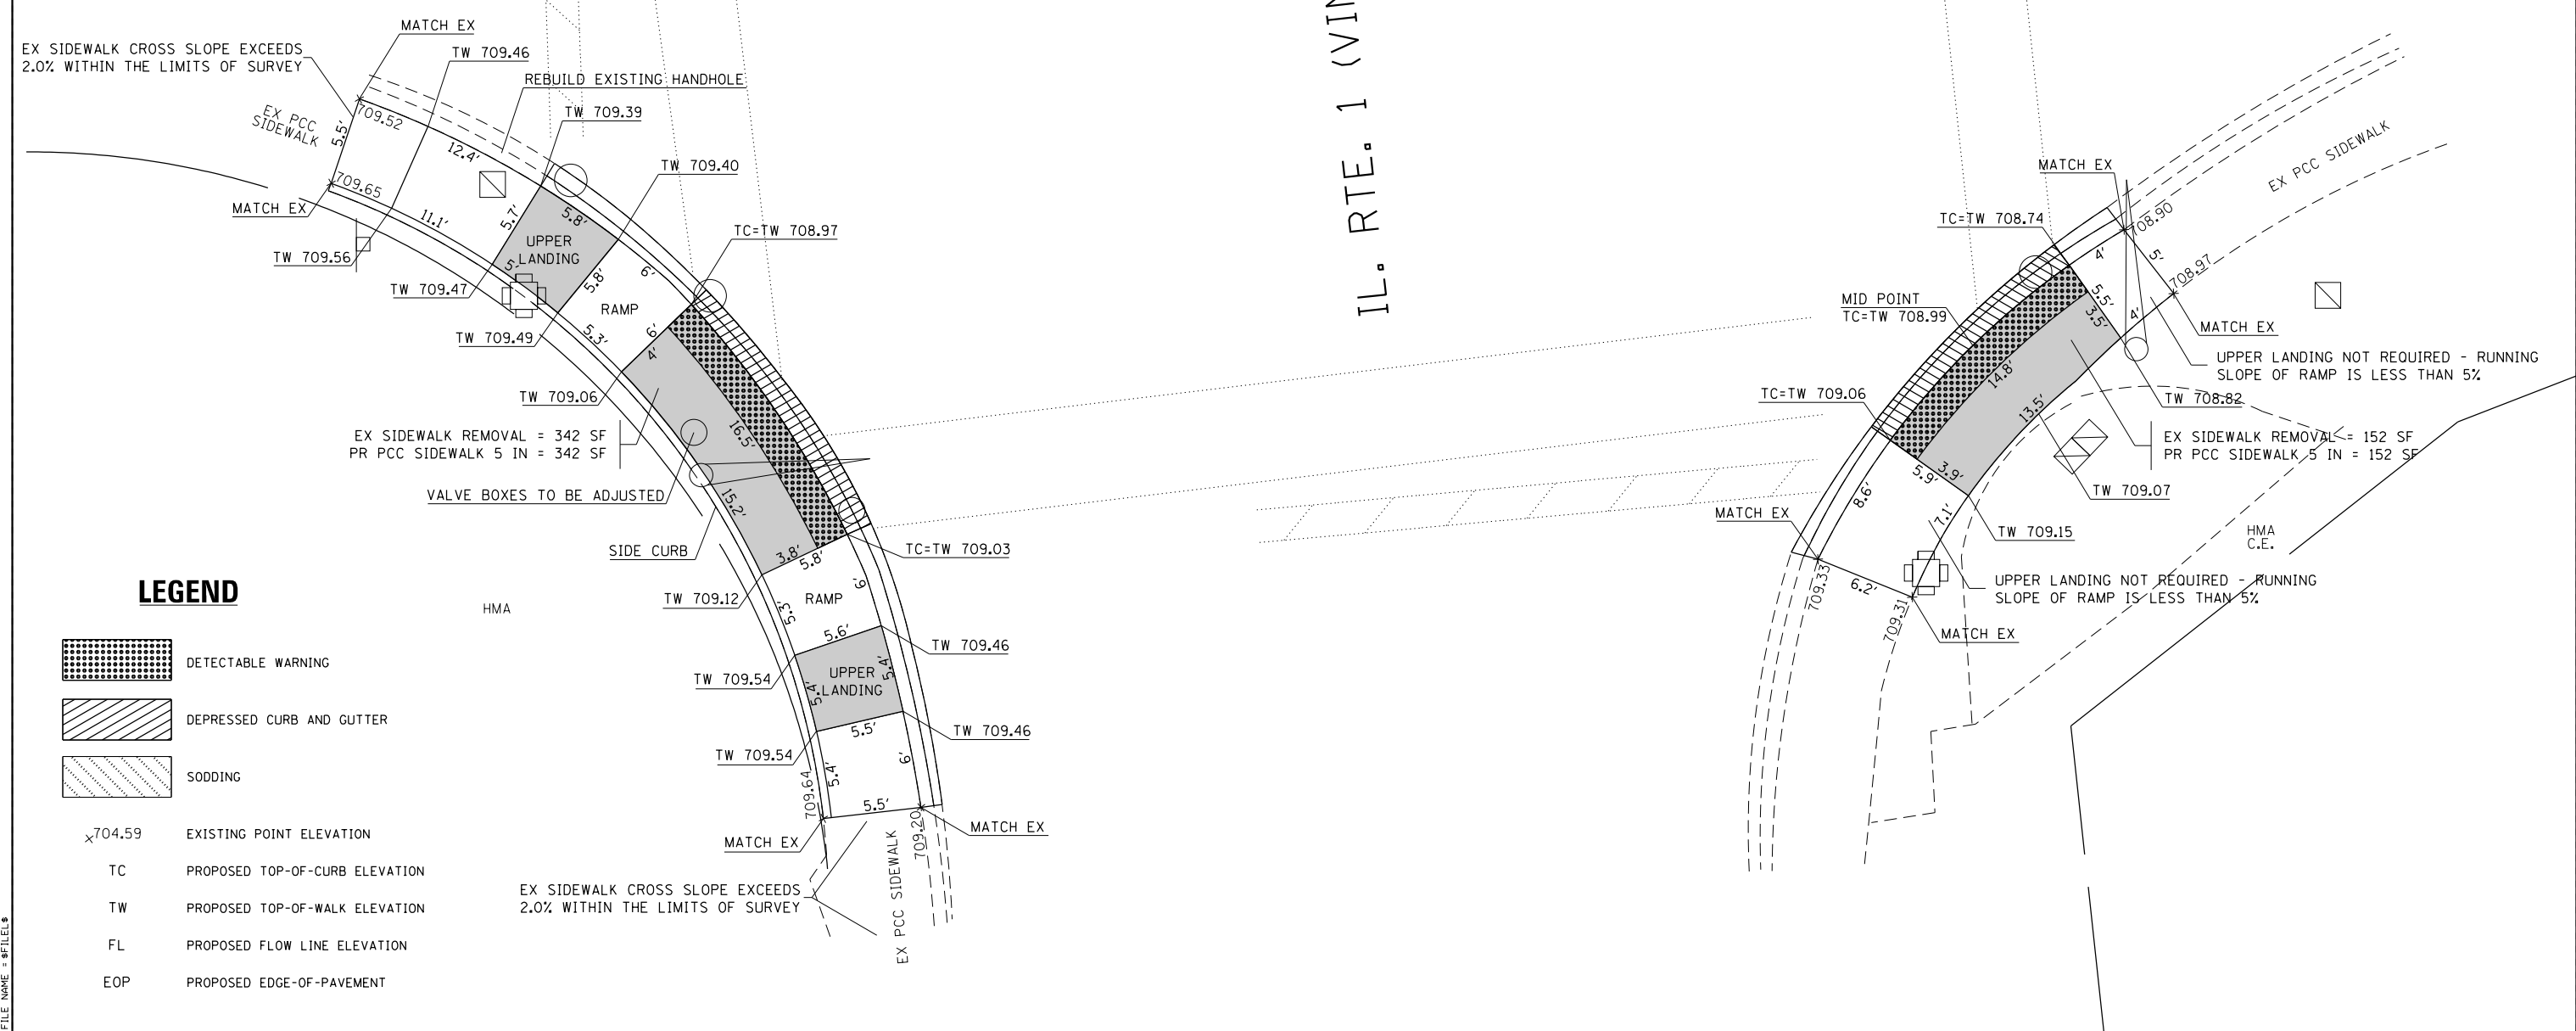 MATCH EX
EX SIDEWALK CROSS SLOPE EXCEEDS
2.0% WITHIN THE LIMITS OF SURVEY
TW 709.46
REBUILD EXISTING HANDHOLE
TW 709.39
EX PCC
SIDEWALK
709.52
5.5'
12.4'
TW 709.40
709.65
MATCH EX
11.1'
5.7'
5.8'
UPPER
LANDING
5'
TW 709.56
TW 709.47
5.8'
6'
TC=TW 708.97
RAMP
TW 709.49
5.3'
6'
4'
TW 709.06
EX SIDEWALK REMOVAL = 342 SF
PR PCC SIDEWALK 5 IN = 342 SF
16.5'
VALVE BOXES TO BE ADJUSTED
15.2'
SIDE CURB
3.8'
5.8'
TC=TW 709.03
TW 709.12
RAMP
6'
5.3'
5.6'
TW 709.46
TW 709.54
UPPER
LANDING
5.4'
5.4'
TW 709.46
5.5'
TW 709.54
6'
5.4'
709.64
5.5'
709.20
MATCH EX
MATCH EX
EX SIDEWALK CROSS SLOPE EXCEEDS
2.0% WITHIN THE LIMITS OF SURVEY
EX PCC SIDEWALK
HMA
IL. RTE. 1 (VIN
MATCH EX
EX PCC SIDEWALK
TC=TW 708.74
708.90
4'
5'
708.97
MID POINT
TC=TW 708.99
5.5'
3.5'
4'
MATCH EX
UPPER LANDING NOT REQUIRED - RUNNING
SLOPE OF RAMP IS LESS THAN 5%
14.8'
TC=TW 709.06
13.5'
TW 708.82
EX SIDEWALK REMOVAL = 152 SF
PR PCC SIDEWALK 5 IN = 152 SF
3.9'
5.9'
TW 709.07
8.6'
7.1'
MATCH EX
TW 709.15
HMA
C.E.
UPPER LANDING NOT REQUIRED - RUNNING
SLOPE OF RAMP IS LESS THAN 5%
709.33
6.2'
709.31
MATCH EX
LEGEND
DETECTABLE WARNING
DEPRESSED CURB AND GUTTER
SODDING
704.59 EXISTING POINT ELEVATION
TC PROPOSED TOP-OF-CURB ELEVATION
TW PROPOSED TOP-OF-WALK ELEVATION
FL PROPOSED FLOW LINE ELEVATION
EOP PROPOSED EDGE-OF-PAVEMENT
FILE NAME = $FILEL$